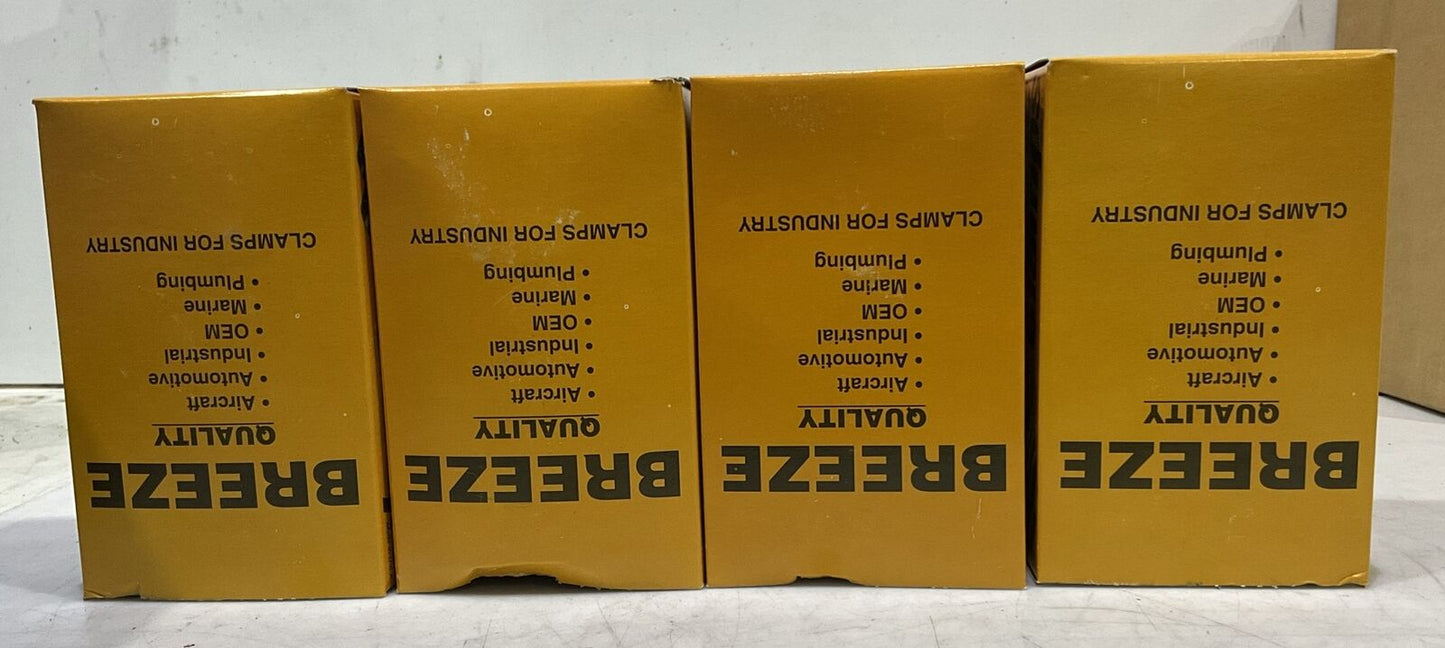 BREEZE
QUALITY
• Aircraft
• Automotive
• Industrial
• OEM
• Marine
• Plumbing
CLAMPS FOR INDUSTRY
BREEZE
QUALITY
• Aircraft
• Automotive
• Industrial
• OEM
• Marine
• Plumbing
CLAMPS FOR INDUSTRY
BREEZE
QUALITY
• Aircraft
• Automotive
• Industrial
• OEM
• Marine
• Plumbing
CLAMPS FOR INDUSTRY
BREEZE
QUALITY
• Aircraft
• Automotive
• Industrial
• OEM
• Marine
• Plumbing
CLAMPS FOR INDUSTRY